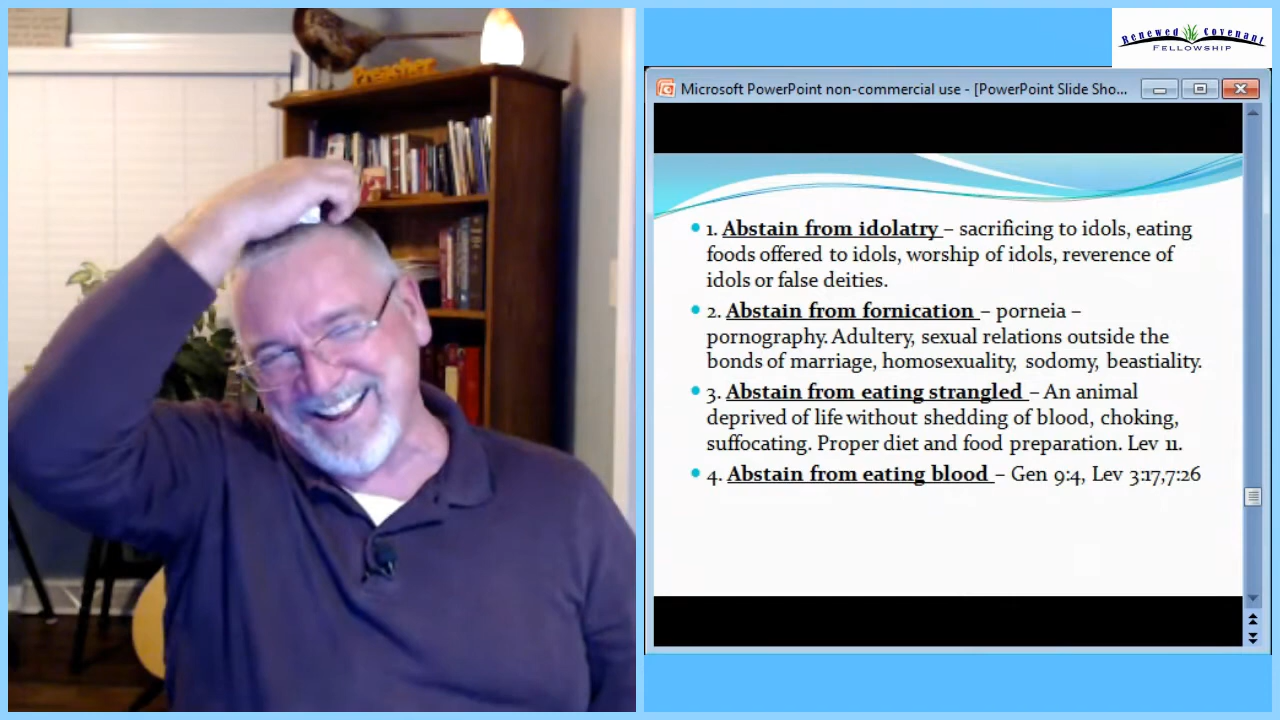 Preacher
Renewed Covenant
FELLOWSHIP
Microsoft PowerPoint non-commercial use - [PowerPoint Slide Sho...
• 1. Abstain from idolatry – sacrificing to idols, eating
foods offered to idols, worship of idols, reverence of
idols or false deities.
• 2. Abstain from fornication – porneia –
pornography. Adultery, sexual relations outside the
bonds of marriage, homosexuality, sodomy, beastiality.
• 3. Abstain from eating strangled – An animal
deprived of life without shedding of blood, choking,
suffocating. Proper diet and food preparation. Lev 11.
• 4. Abstain from eating blood – Gen 9:4, Lev 3:17,7:26